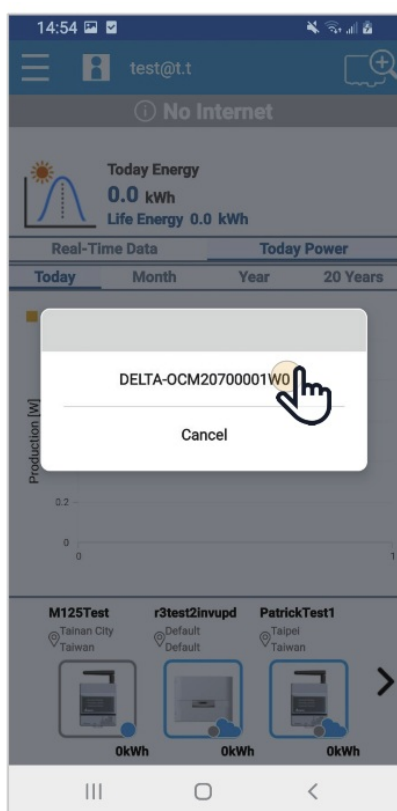 14:54
test@t.t
No Internet
Today Energy
0.0 kWh
Life Energy 0.0 kWh
Real-Time Data Today Power
Today Month Year 20 Years
DELTA-OCM20700001W0
Cancel
Production [W]
0.2
0
0 1
M125Test r3test2invupd PatrickTest1
Tainan City Default Taipei
Taiwan Default Taiwan
0kWh 0kWh 0kWh